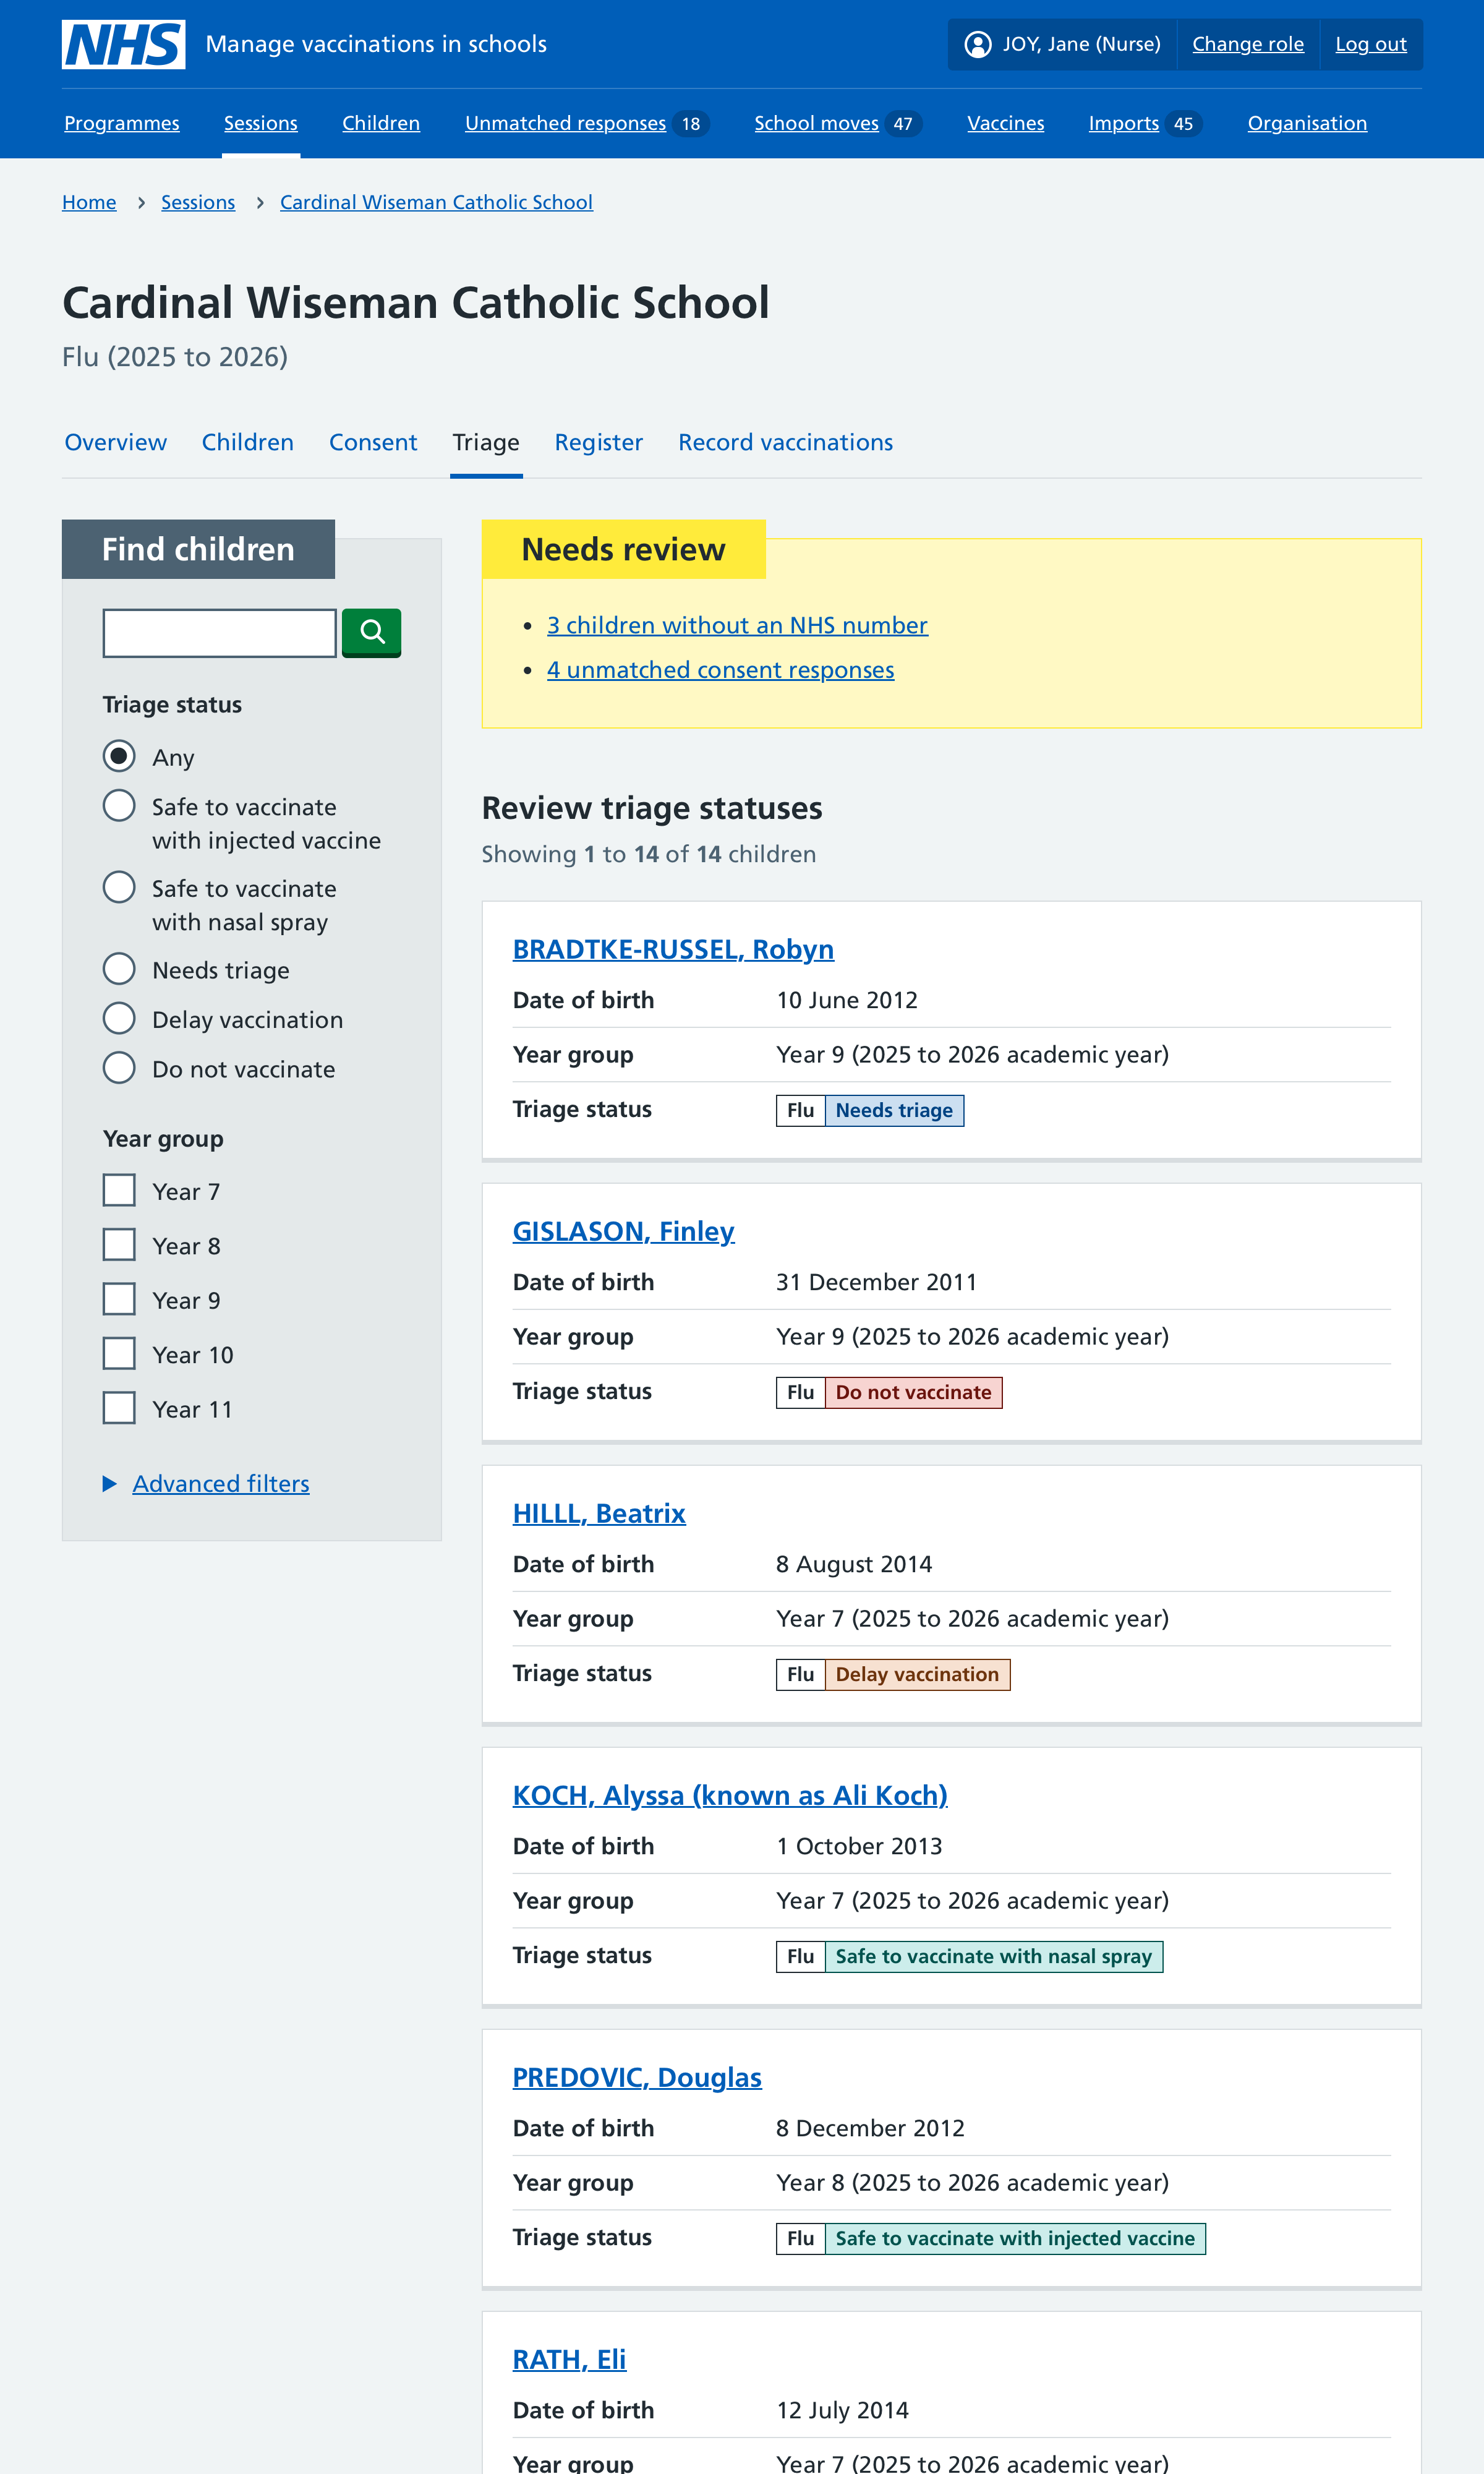 NHS Manage vaccinations in schools
JOY, Jane (Nurse) Change role Log out
Programmes Sessions Children Unmatched responses 18 School moves 47 Vaccines Imports 45 Organisation
Home › Sessions › Cardinal Wiseman Catholic School
Cardinal Wiseman Catholic School
Flu (2025 to 2026)
Overview Children Consent Triage Register Record vaccinations
Find children
Triage status
Any
Safe to vaccinate
with injected vaccine
Safe to vaccinate
with nasal spray
Needs triage
Delay vaccination
Do not vaccinate
Year group
Year 7
Year 8
Year 9
Year 10
Year 11
Advanced filters
Needs review
• 3 children without an NHS number
• 4 unmatched consent responses
Review triage statuses
Showing 1 to 14 of 14 children
BRADTKE-RUSSEL, Robyn
Date of birth 10 June 2012
Year group Year 9 (2025 to 2026 academic year)
Triage status Flu Needs triage
GISLASON, Finley
Date of birth 31 December 2011
Year group Year 9 (2025 to 2026 academic year)
Triage status Flu Do not vaccinate
HILLL, Beatrix
Date of birth 8 August 2014
Year group Year 7 (2025 to 2026 academic year)
Triage status Flu Delay vaccination
KOCH, Alyssa (known as Ali Koch)
Date of birth 1 October 2013
Year group Year 7 (2025 to 2026 academic year)
Triage status Flu Safe to vaccinate with nasal spray
PREDOVIC, Douglas
Date of birth 8 December 2012
Year group Year 8 (2025 to 2026 academic year)
Triage status Flu Safe to vaccinate with injected vaccine
RATH, Eli
Date of birth 12 July 2014
Year group Year 7 (2025 to 2026 academic year)